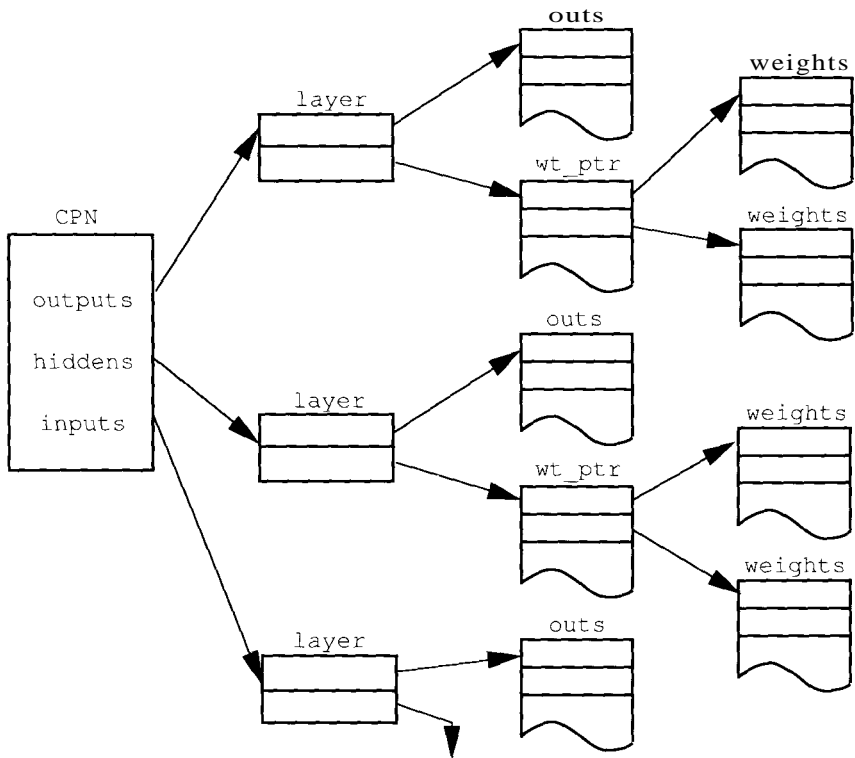 outs
weights
layer
wt_ptr
CPN
weights
outputs
outs
hiddens
layer
weights
inputs
wt_ptr
weights
layer
outs